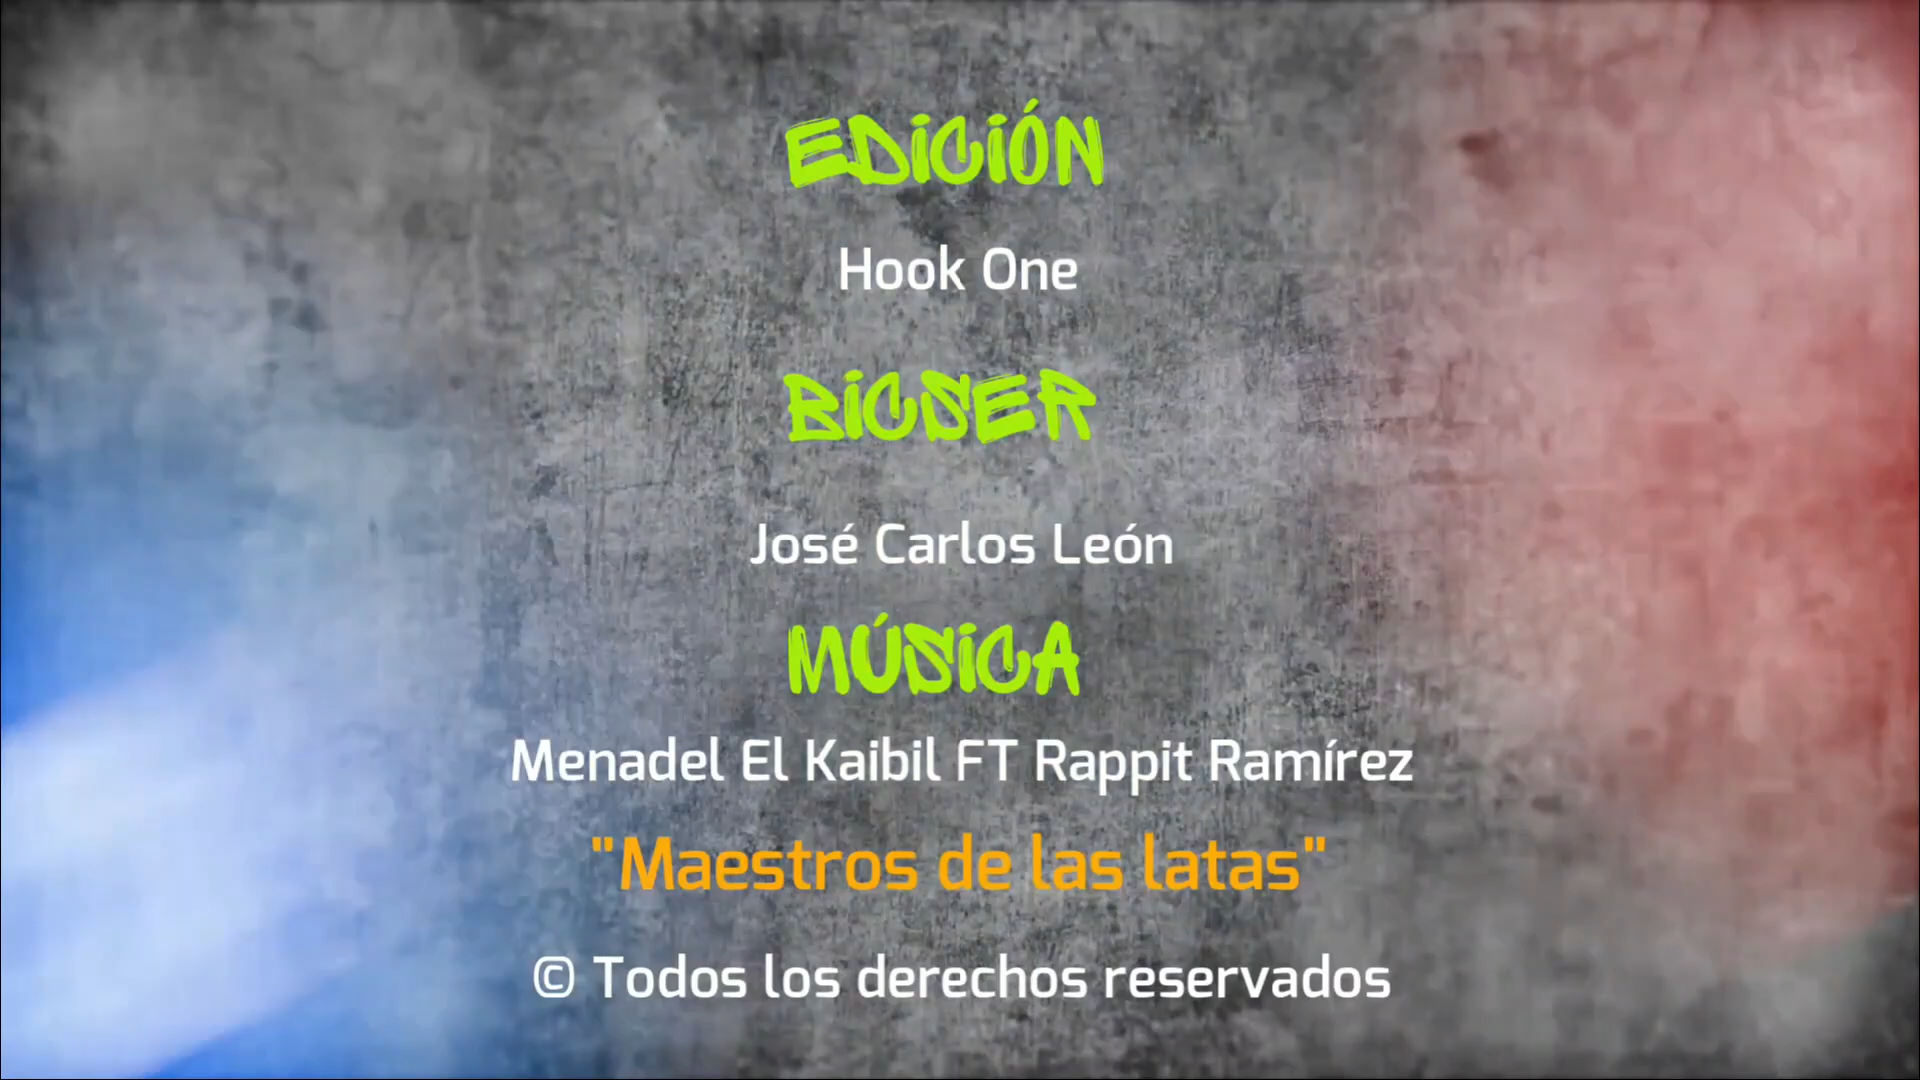 EDICIÓN
Hook One
BICSER
José Carlos León
MÚSICA
Menadel El Kaibil FT Rappit Ramírez
"Maestros de las latas"
© Todos los derechos reservados